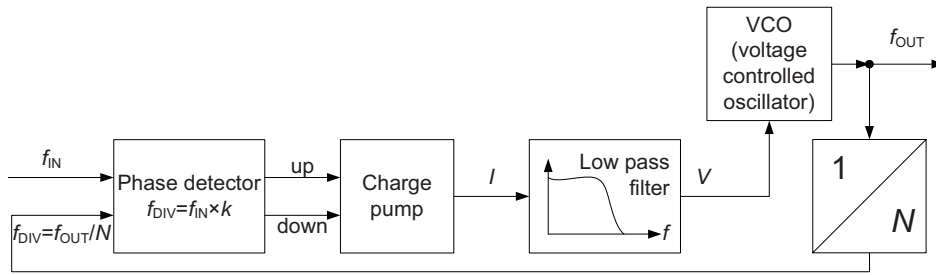 VCO
(voltage
controlled
oscillator)
fOUT
fIN
Phase detector
fDIV=fIN×k
up
down
Charge
pump
I
Low pass
filter
f
V
1
N
fDIV=fOUT/N